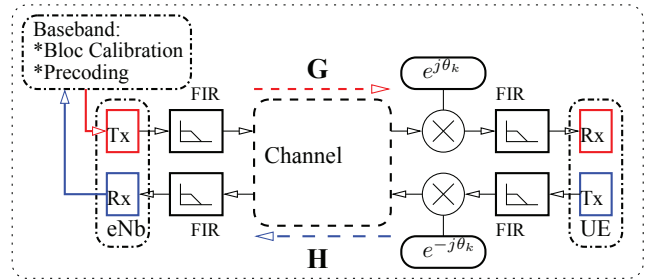 Baseband:
*Bloc Calibration
*Precoding
G
e^{jθ_k}
FIR
FIR
Tx
Rx
Channel
Rx
Tx
eNb
FIR
FIR
UE
H
e^{-jθ_k}